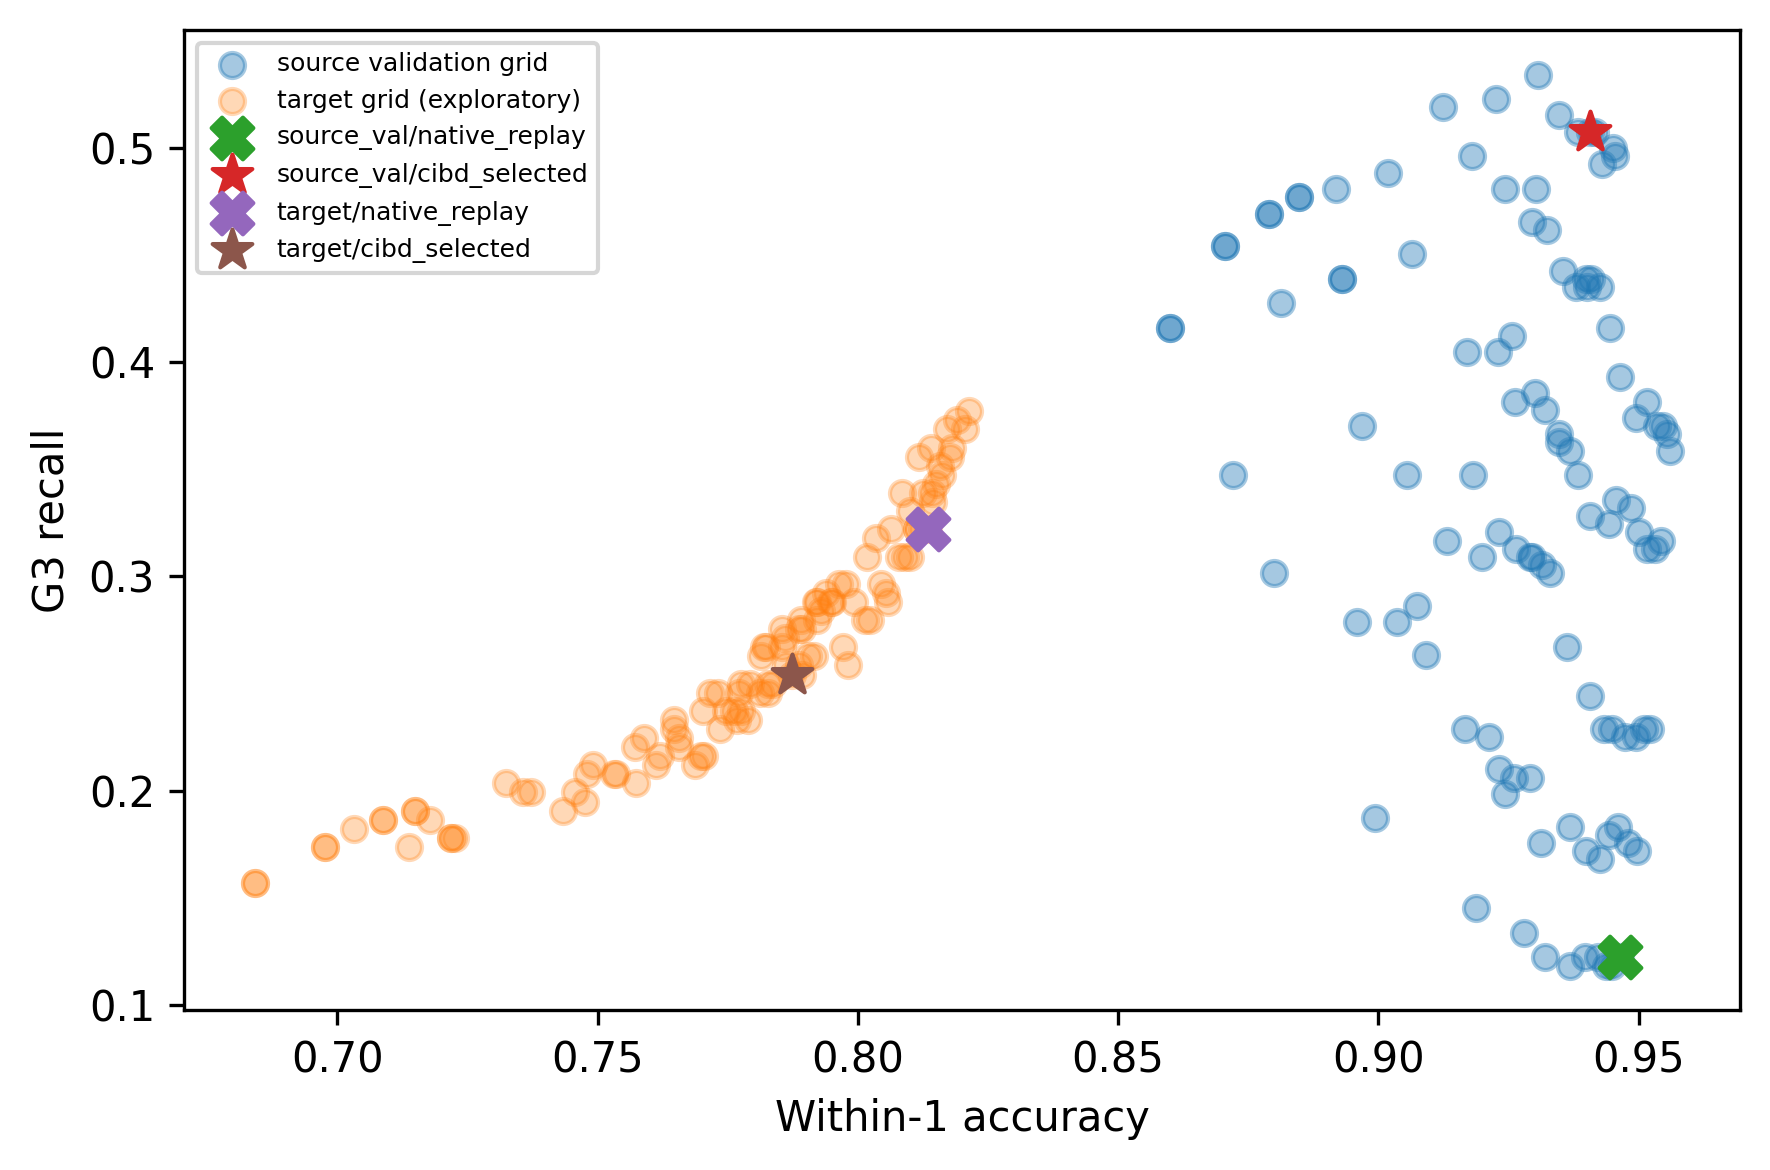 source validation grid
target grid (exploratory)
source_val/native_replay
source_val/cibd_selected
target/native_replay
target/cibd_selected
G3 recall
0.5
0.4
0.3
0.2
0.1
0.70 0.75 0.80 0.85 0.90 0.95
Within-1 accuracy